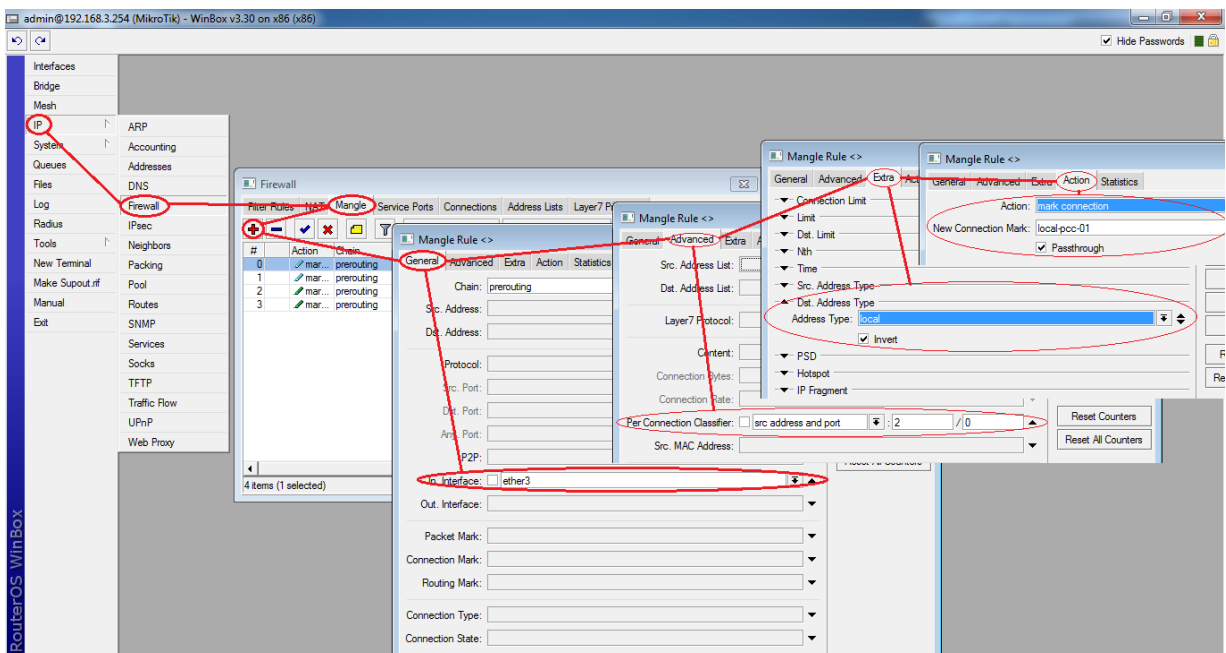 admin@192.168.3.254 (MikroTik) - WinBox v3.30 on x86 (x86)
Hide Passwords
Interfaces
Bridge
Mesh
IP
System
Queues
Files
Log
Radius
Tools
New Terminal
Make Supout.rif
Manual
Exit
RouterOS WinBox
ARP
Accounting
Addresses
DNS
Firewall
IPsec
Neighbors
Packing
Pool
Routes
SNMP
Services
Socks
TFTP
Traffic Flow
UPnP
Web Proxy
Firewall
Filter Rules NAT Mangle Service Ports Connections Address Lists Layer7
# Action Chain
0 mar... prerouting
1 mar... prerouting
2 mar... prerouting
3 mar... prerouting
4 items (1 selected)
Mangle Rule <>
General Advanced Extra Action Statistics
Chain: prerouting
Src. Address:
Dst. Address:
Protocol:
Src. Port:
Dst. Port:
Any. Port:
P2P:
In. Interface: ether3
Out. Interface:
Packet Mark:
Connection Mark:
Routing Mark:
Connection Type:
Connection State:
Mangle Rule <>
General Advanced Extra
Src. Address List:
Dst. Address List:
Layer7 Protocol:
Content:
Connection Bytes:
Connection Rate:
Per Connection Classifier: src address and port : 2 / 0
Src. MAC Address:
Reset Counters
Reset All Counters
Reset All Counters
Mangle Rule <>
General Advanced Extra
Connection Limit
Limit
Dst. Limit
Nth
Time
Src. Address Type
Dst. Address Type
Address Type: local
Invert
PSD
Hotspot
IP Fragment
Mangle Rule <>
General Advanced Extra Action Statistics
Action: mark connection
New Connection Mark: local-pcc-01
Passthrough